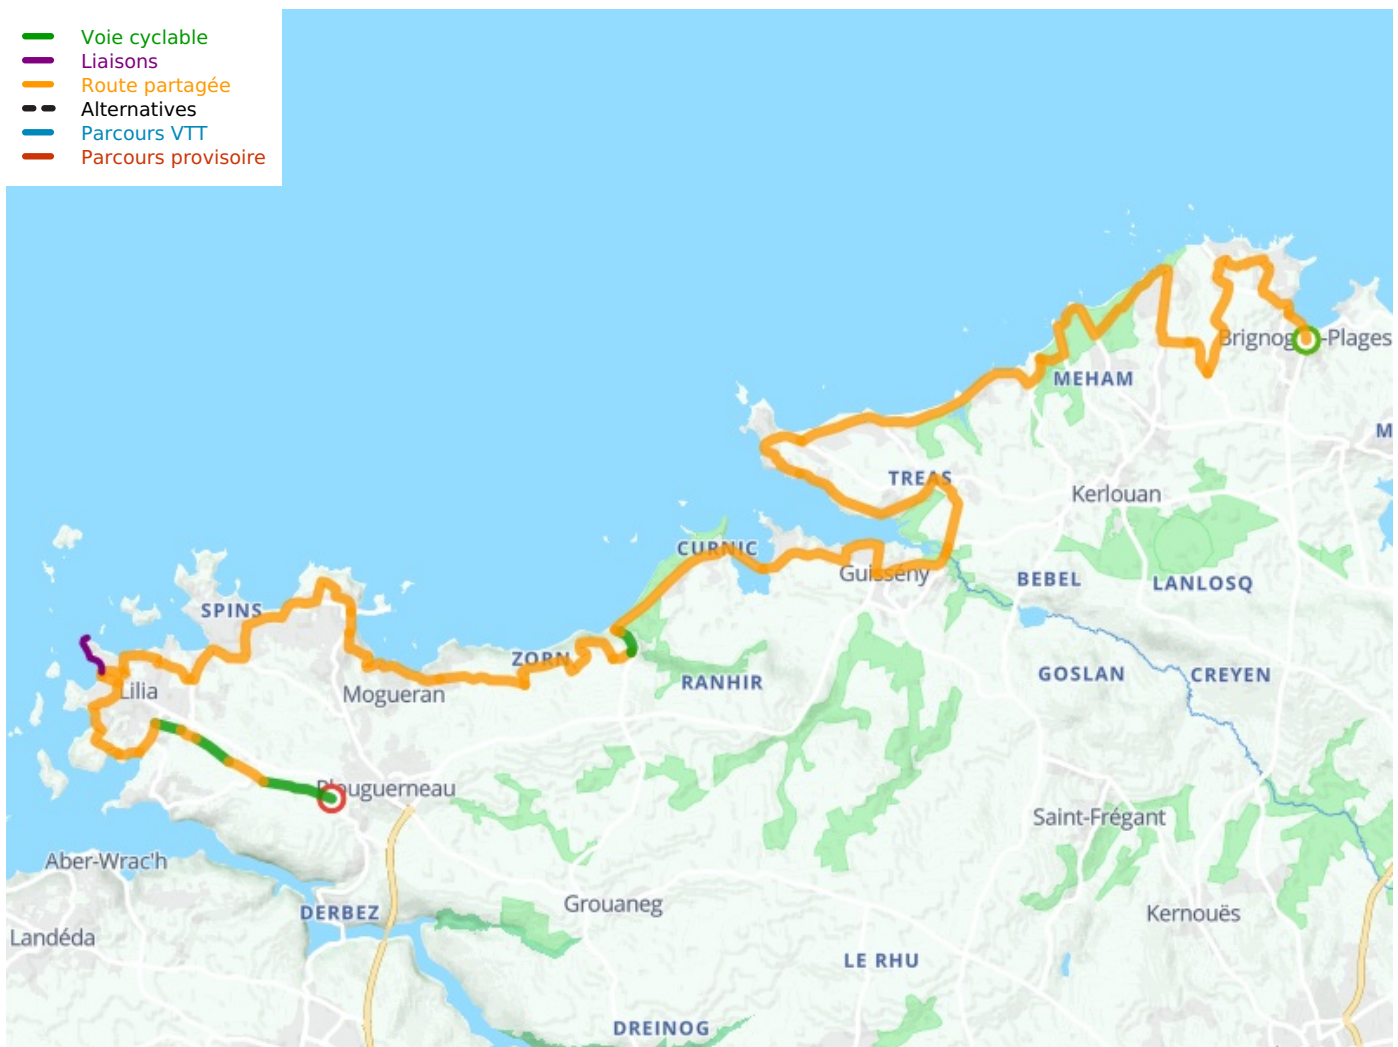 Voie cyclable
Liaisons
Route partagée
Alternatives
Parcours VTT
Parcours provisoire
Brignog -Plages
MEHAM
M
TREAS
Kerlouan
CURNIC
Guissény
BEBEL
LANLOSQ
SPINS
ZORN
RANHIR
GOSLAN
CREYEN
Lilia
Mogueran
Plouguerneau
Saint-Frégant
Aber-Wrac'h
Grouaneg
DERBEZ
Kernouës
Landéda
LE RHU
DREINOG